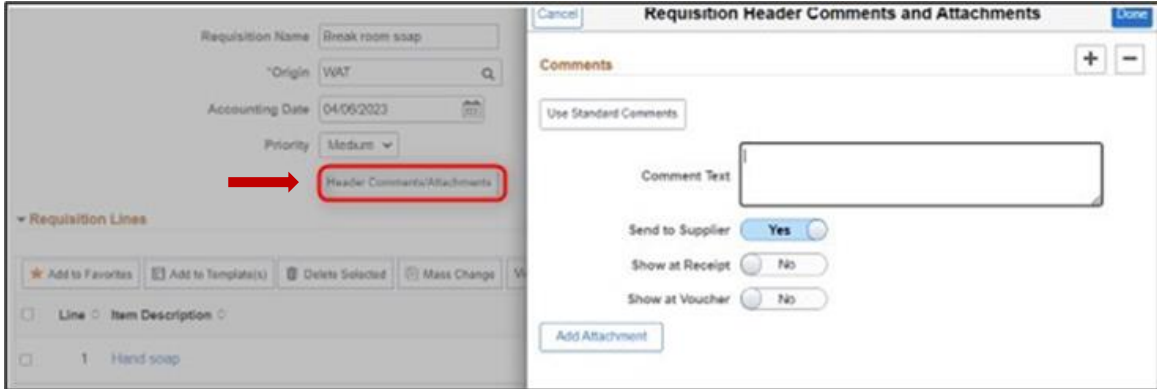 Requisition Name Break room soap
*Origin WAT
Accounting Date 04/06/2023
Priority Medium
Header Comments/Attachments
Requisition Lines
Add to Favorites Add to Template(s) Delete Selected Mass Change
Line Item Description
1 Hand soap
Cancel Requisition Header Comments and Attachments Done
Comments + −
Use Standard Comments
Comment Text
Send to Supplier Yes
Show at Receipt No
Show at Voucher No
Add Attachment